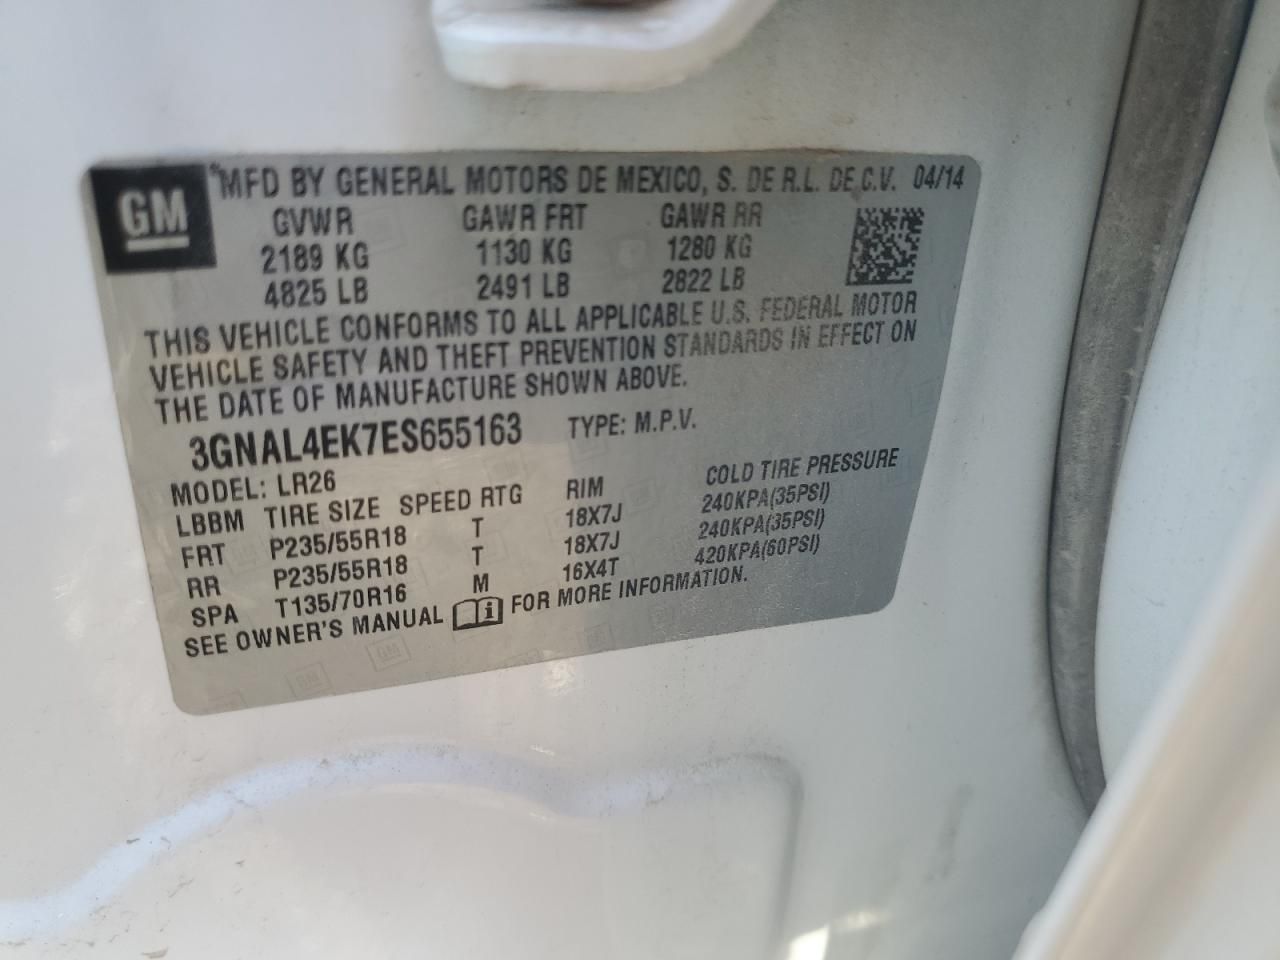 GM
*MFD BY GENERAL MOTORS DE MEXICO, S. DE R.L. DE C.V. 04/14
GVWR GAWR FRT GAWR RR
2189 KG 1130 KG 1280 KG
4825 LB 2491 LB 2822 LB
THIS VEHICLE CONFORMS TO ALL APPLICABLE U.S. FEDERAL MOTOR
VEHICLE SAFETY AND THEFT PREVENTION STANDARDS IN EFFECT ON
THE DATE OF MANUFACTURE SHOWN ABOVE.
3GNAL4EK7ES655163 TYPE: M.P.V.
MODEL: LR26
LBBM TIRE SIZE SPEED RTG RIM COLD TIRE PRESSURE
FRT P235/55R18 T 18X7J 240KPA(35PSI)
RR P235/55R18 T 18X7J 240KPA(35PSI)
SPA T135/70R16 M 16X4T 420KPA(60PSI)
SEE OWNER'S MANUAL FOR MORE INFORMATION.